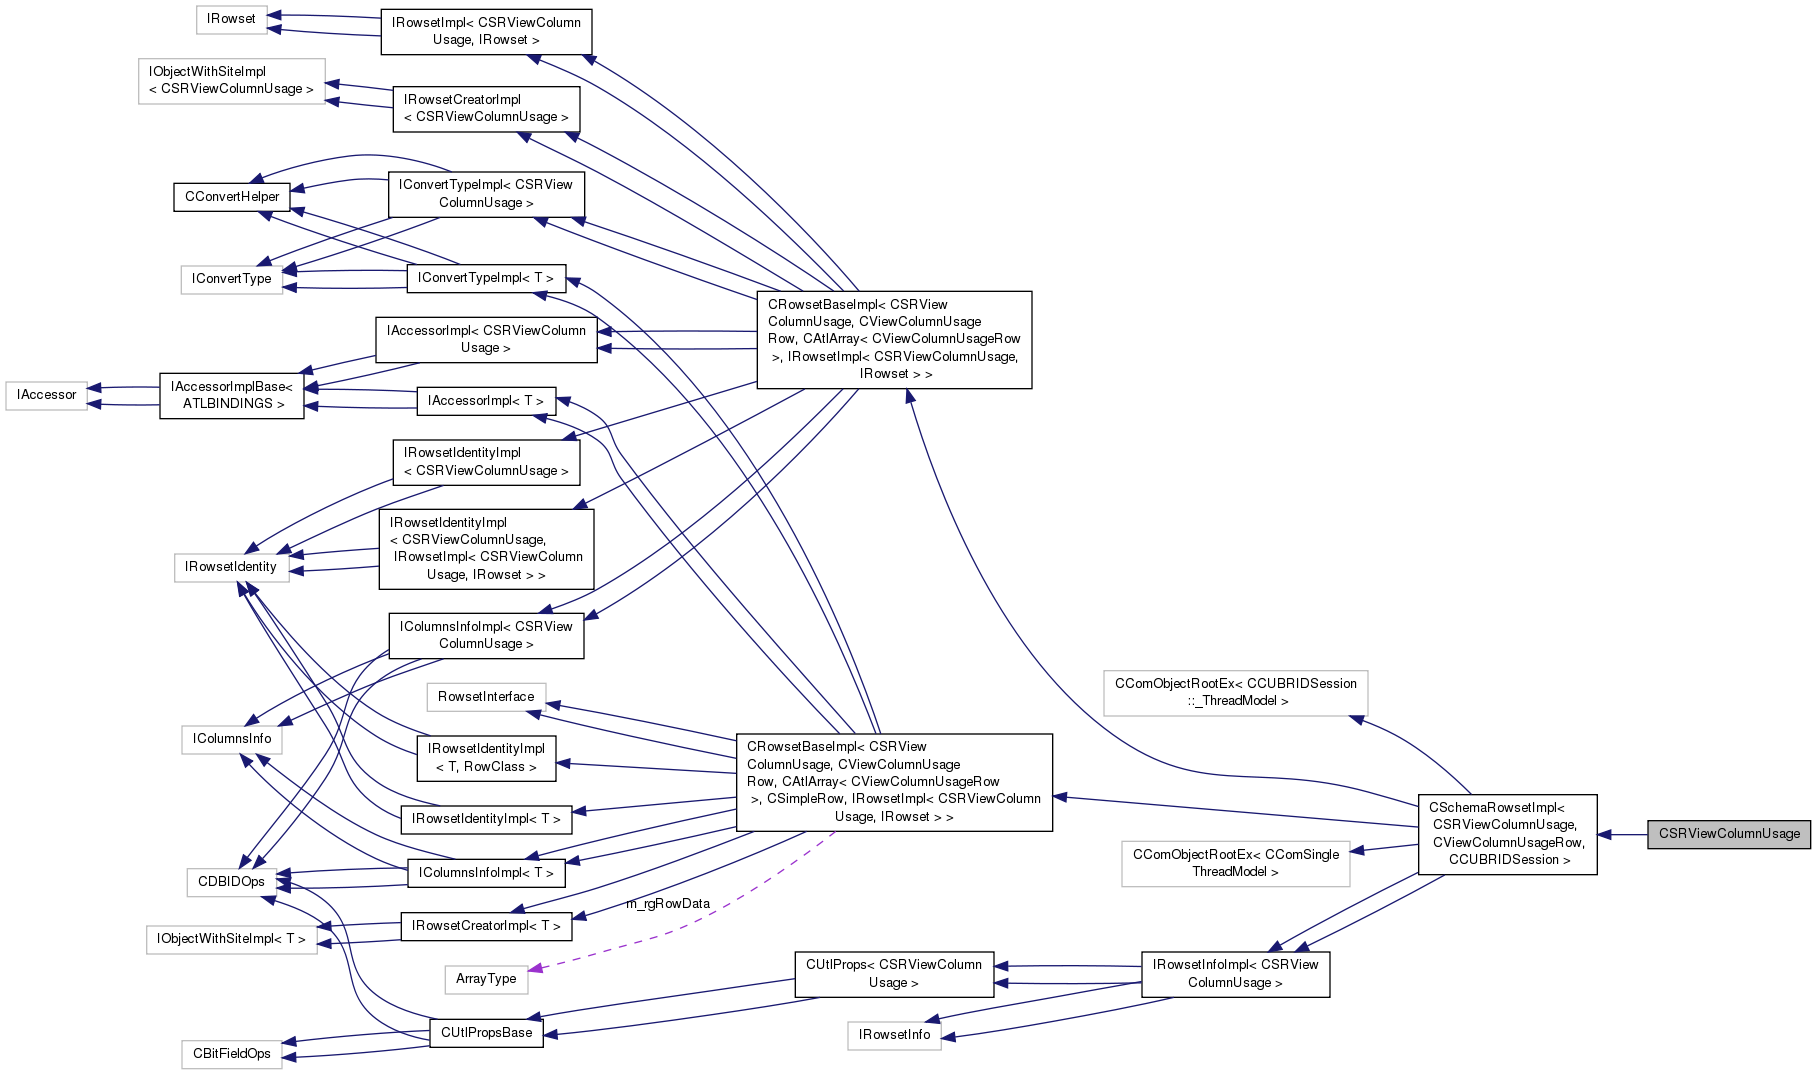 IRowset
IRowsetImpl< CSRViewColumn
Usage, IRowset >
IObjectWithSiteImpl
< CSRViewColumnUsage >
IRowsetCreatorImpl
< CSRViewColumnUsage >
CConvertHelper
IConvertTypeImpl< CSRView
ColumnUsage >
IConvertType
IConvertTypeImpl< T >
CRowsetBaseImpl< CSRView
ColumnUsage, CViewColumnUsage
Row, CAtlArray< CViewColumnUsageRow
>, IRowsetImpl< CSRViewColumnUsage,
IRowset > >
IAccessorImpl< CSRViewColumn
Usage >
IAccessor
IAccessorImplBase<
ATLBINDINGS >
IAccessorImpl< T >
IRowsetIdentityImpl
< CSRViewColumnUsage >
IRowsetIdentityImpl
< CSRViewColumnUsage,
IRowsetImpl< CSRViewColumn
Usage, IRowset > >
IRowsetIdentity
IColumnsInfoImpl< CSRView
ColumnUsage >
RowsetInterface
CComObjectRootEx< CCUBRIDSession
::_ThreadModel >
IColumnsInfo
IRowsetIdentityImpl
< T, RowClass >
CRowsetBaseImpl< CSRView
ColumnUsage, CViewColumnUsage
Row, CAtlArray< CViewColumnUsageRow
>, CSimpleRow, IRowsetImpl< CSRViewColumn
Usage, IRowset > >
IRowsetIdentityImpl< T >
CSchemaRowsetImpl<
CSRViewColumnUsage,
CViewColumnUsageRow,
CCUBRIDSession >
CSRViewColumnUsage
CComObjectRootEx< CComSingle
ThreadModel >
CDBIDOps
IColumnsInfoImpl< T >
m_rgRowData
IObjectWithSiteImpl< T >
IRowsetCreatorImpl< T >
ArrayType
CUtlProps< CSRViewColumn
Usage >
IRowsetInfoImpl< CSRView
ColumnUsage >
CUtlPropsBase
IRowsetInfo
CBitFieldOps